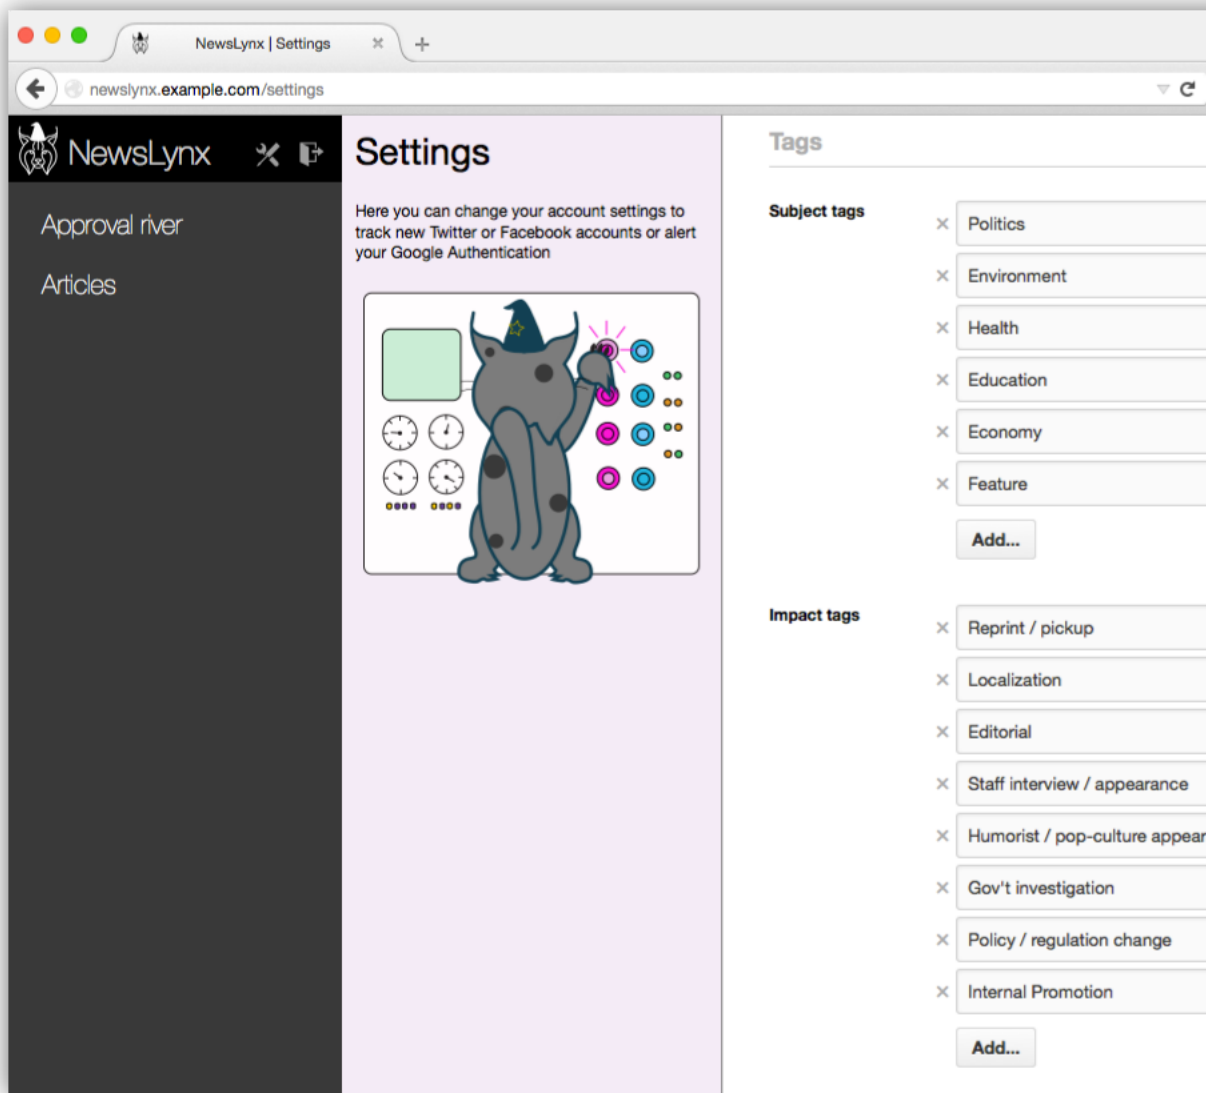 NewsLynx | Settings
newslynx.example.com/settings
NewsLynx
Approval river
Articles
Settings
Here you can change your account settings to
track new Twitter or Facebook accounts or alert
your Google Authentication
Tags
Subject tags
Politics
Environment
Health
Education
Economy
Feature
Add...
Impact tags
Reprint / pickup
Localization
Editorial
Staff interview / appearance
Humorist / pop-culture appear
Gov't investigation
Policy / regulation change
Internal Promotion
Add...